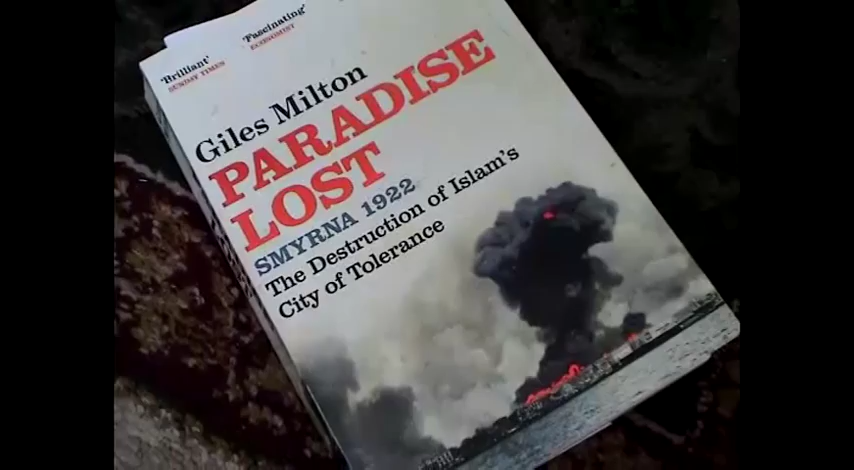 'Brilliant'
SUNDAY TIMES
'Fascinating'
ECONOMIST
Giles Milton
PARADISE
LOST
SMYRNA 1922
The Destruction of Islam's
City of Tolerance